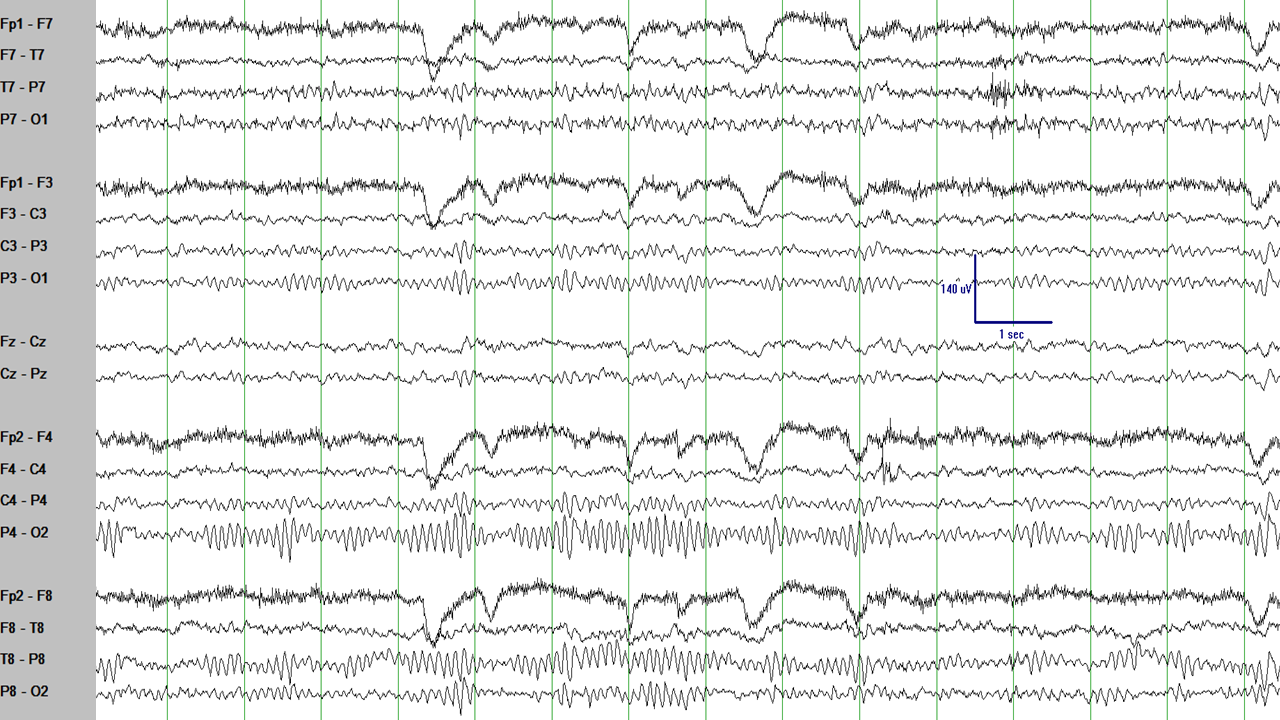 Fp1 - F7
F7 - T7
T7 - P7
P7 - O1
Fp1 - F3
F3 - C3
C3 - P3
P3 - O1
140 uV
1 sec
Fz - Cz
Cz - Pz
Fp2 - F4
F4 - C4
C4 - P4
P4 - O2
Fp2 - F8
F8 - T8
T8 - P8
P8 - O2